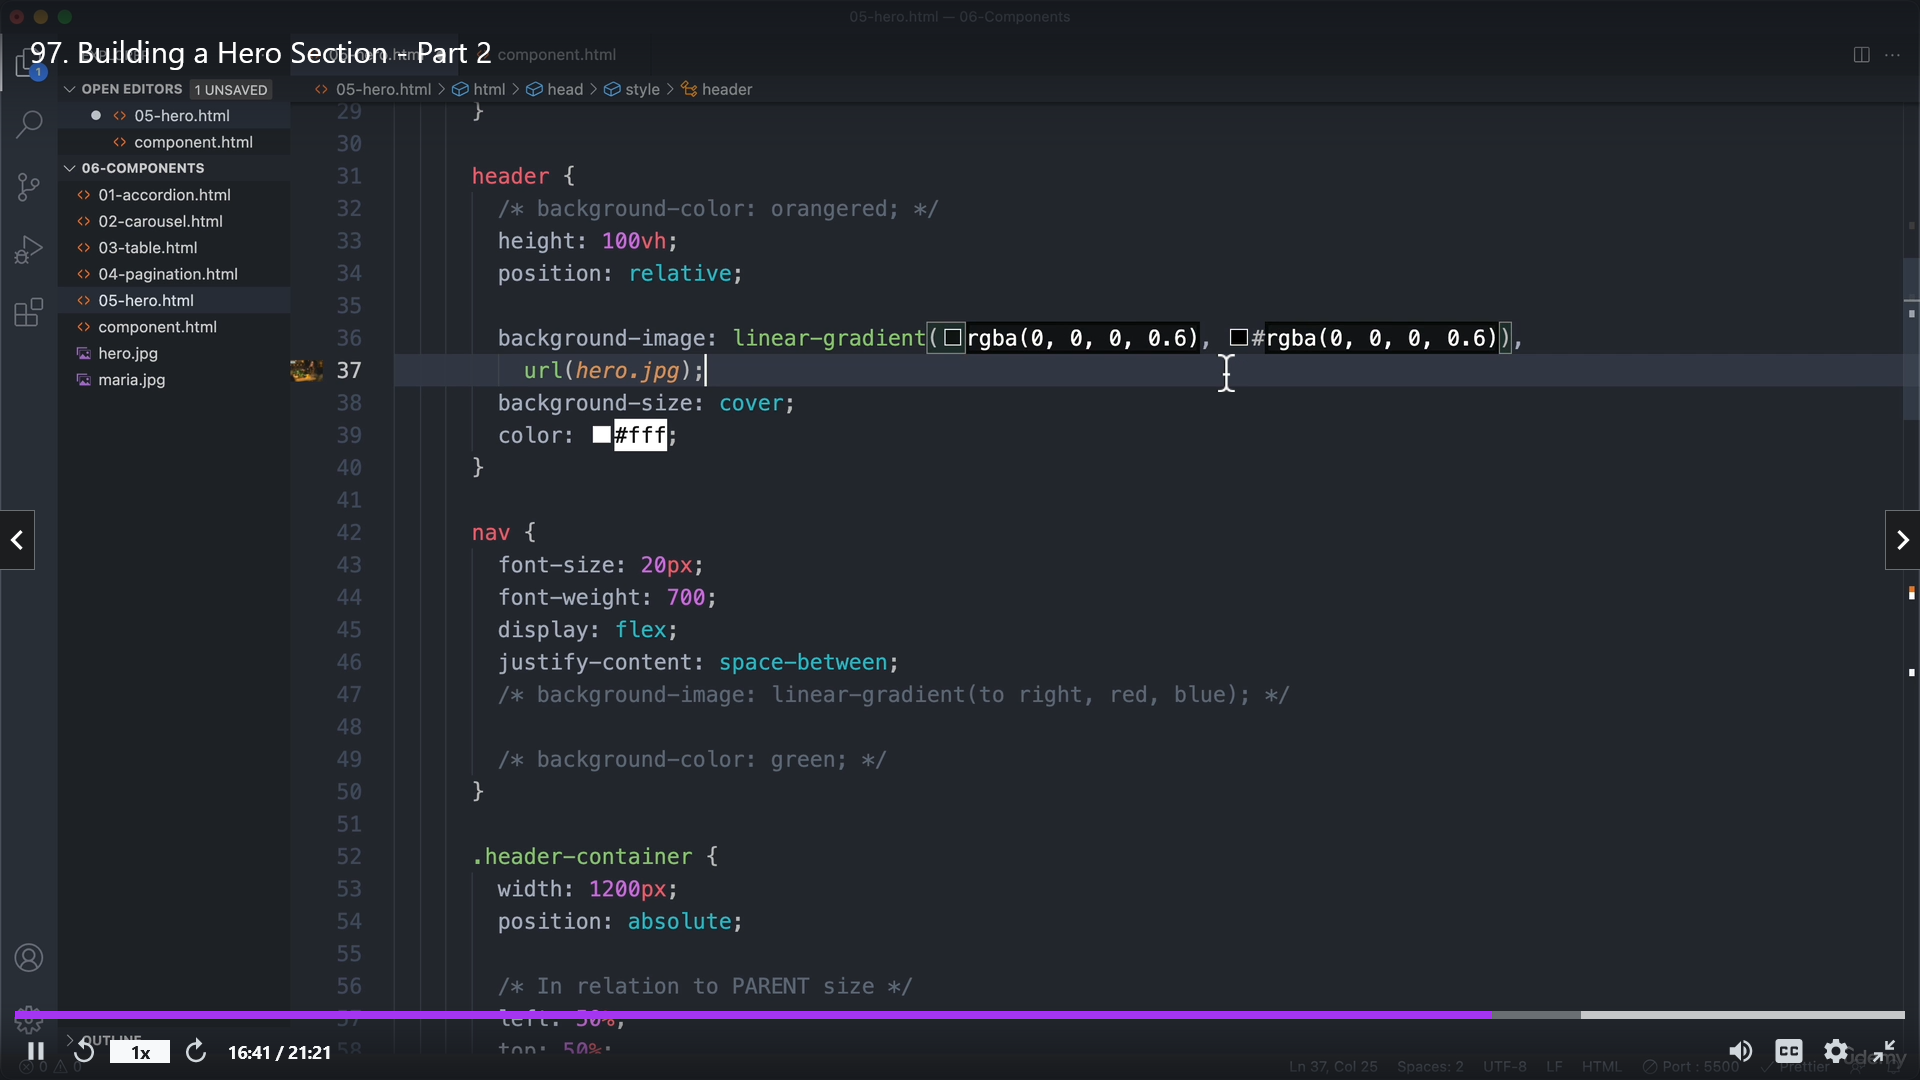 05-hero.html — 06-Components
97. Building a Hero Section - Part 2
component.html
1
OPEN EDITORS 1 UNSAVED
05-hero.html > html > head > style > header
05-hero.html
component.html
06-COMPONENTS
01-accordion.html
02-carousel.html
03-table.html
04-pagination.html
05-hero.html
component.html
hero.jpg
maria.jpg
29 }
30
31 header {
32 /* background-color: orangered; */
33 height: 100vh;
34 position: relative;
35
36 background-image: linear-gradient(rgba(0, 0, 0, 0.6), #rgba(0, 0, 0, 0.6)),
37 url(hero.jpg);
38 background-size: cover;
39 color: #fff;
40 }
41
42 nav {
43 font-size: 20px;
44 font-weight: 700;
45 display: flex;
46 justify-content: space-between;
47 /* background-image: linear-gradient(to right, red, blue); */
48
49 /* background-color: green; */
50 }
51
52 .header-container {
53 width: 1200px;
54 position: absolute;
55
56 /* In relation to PARENT size */
57 left: 50%;
58 top: 50%;
OUTLINE
1x
16:41 / 21:21
CC
udemy
0 0
Ln 37, Col 25 Spaces: 2 UTF-8 LF HTML Port : 5500 Prettier